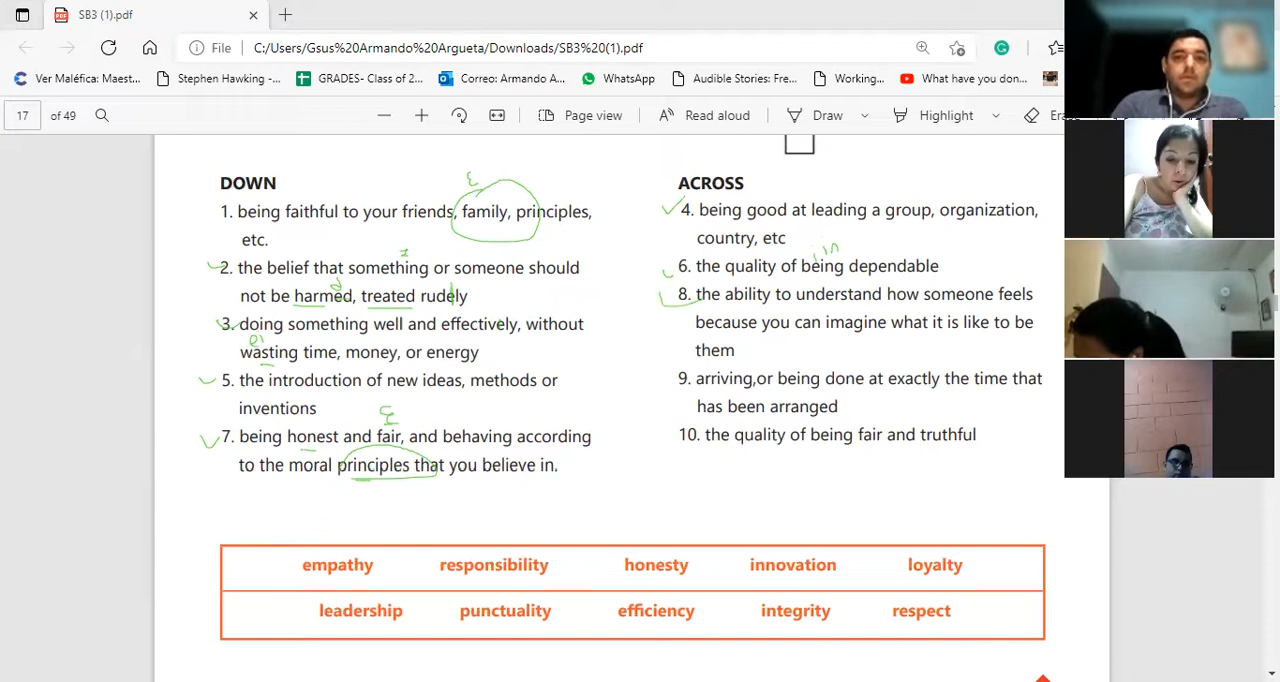 SB3 (1).pdf
File C:/Users/Gsus%20Armando%20Argueta/Downloads/SB3%20(1).pdf
Ver Maléfica: Maest... Stephen Hawking -... GRADES- Class of 2... Correo: Armando A... WhatsApp Audible Stories: Fre... Working... What have you don...
17 of 49 Page view Read aloud Draw Highlight
DOWN
1. being faithful to your friends, family, principles,
etc.
2. the belief that something or someone should
not be harmed, treated rudely
3. doing something well and effectively, without
wasting time, money, or energy
5. the introduction of new ideas, methods or
inventions
7. being honest and fair, and behaving according
to the moral principles that you believe in.
ACROSS
4. being good at leading a group, organization,
country, etc
6. the quality of being dependable
8. the ability to understand how someone feels
because you can imagine what it is like to be
them
9. arriving,or being done at exactly the time that
has been arranged
10. the quality of being fair and truthful
empathy responsibility honesty innovation loyalty
leadership punctuality efficiency integrity respect